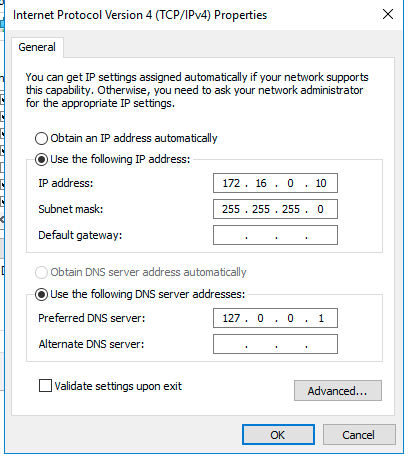 Internet Protocol Version 4 (TCP/IPv4) Properties
General
You can get IP settings assigned automatically if your network supports
this capability. Otherwise, you need to ask your network administrator
for the appropriate IP settings.
Obtain an IP address automatically
Use the following IP address:
IP address: 172 . 16 . 0 . 10
Subnet mask: 255 . 255 . 255 . 0
Default gateway: . . .
Obtain DNS server address automatically
Use the following DNS server addresses:
Preferred DNS server: 127 . 0 . 0 . 1
Alternate DNS server: . . .
Validate settings upon exit
Advanced...
OK Cancel